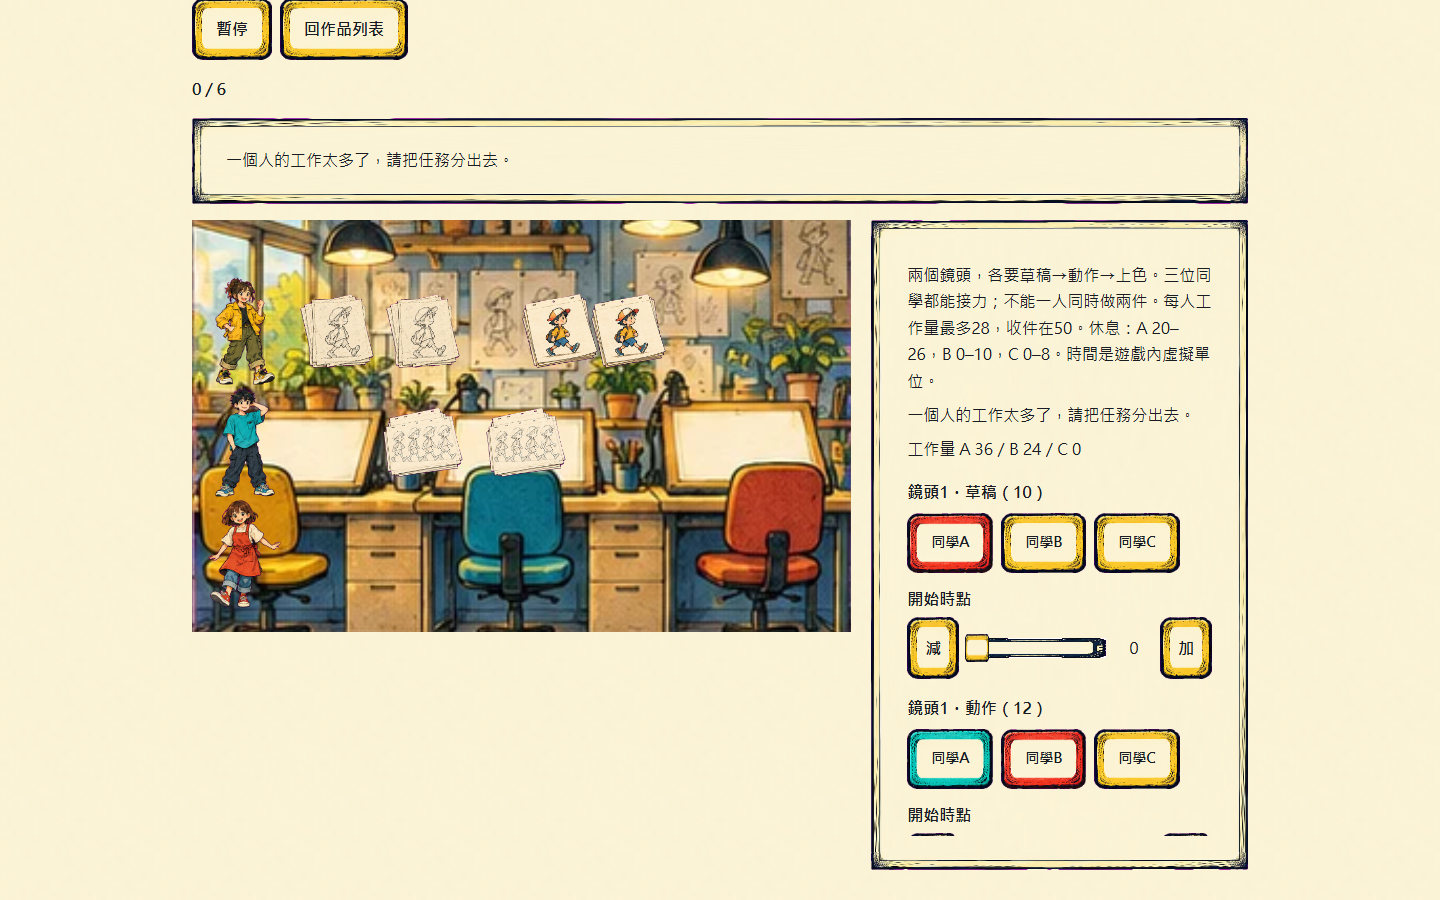 暫停
回作品列表
0 / 6
一個人的工作太多了，請把任務分出去。
兩個鏡頭，各要草稿→動作→上色。三位同
學都能接力；不能一人同時做兩件。每人工
作量最多28，收件在50。休息：A 20–
26，B 0–10，C 0–8。時間是遊戲內虛擬單
位。
一個人的工作太多了，請把任務分出去。
工作量 A 36 / B 24 / C 0
鏡頭1・草稿 ( 10 )
同學A
同學B
同學C
開始時點
減
0
加
鏡頭1・動作 ( 12 )
同學A
同學B
同學C
開始時點